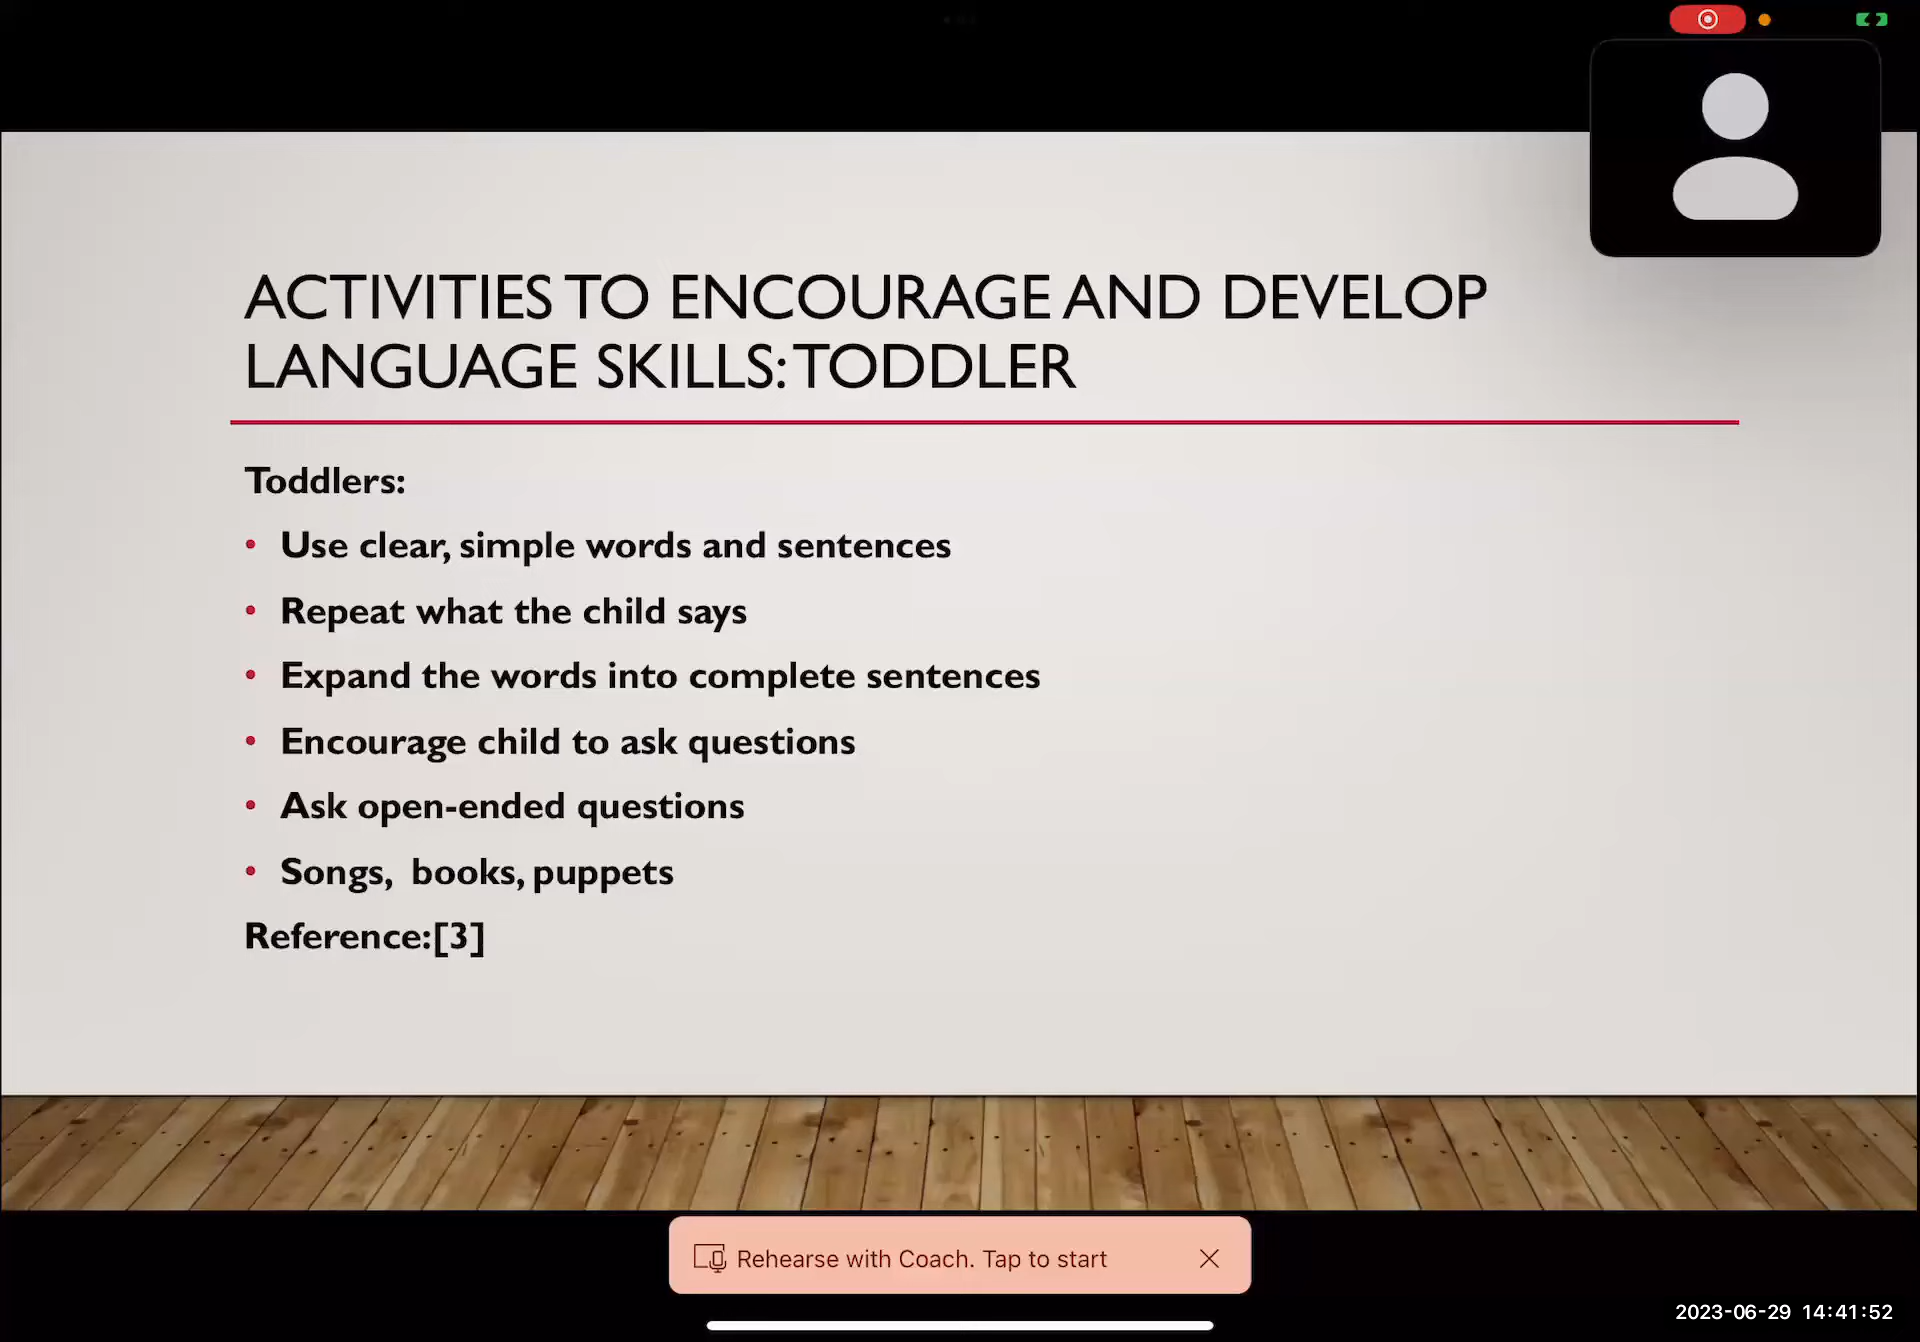 ACTIVITIES TO ENCOURAGE AND DEVELOP
LANGUAGE SKILLS: TODDLER
Toddlers:
• Use clear, simple words and sentences
• Repeat what the child says
• Expand the words into complete sentences
• Encourage child to ask questions
• Ask open-ended questions
• Songs, books, puppets
Reference:[3]
Rehearse with Coach. Tap to start
2023-06-29 14:41:52